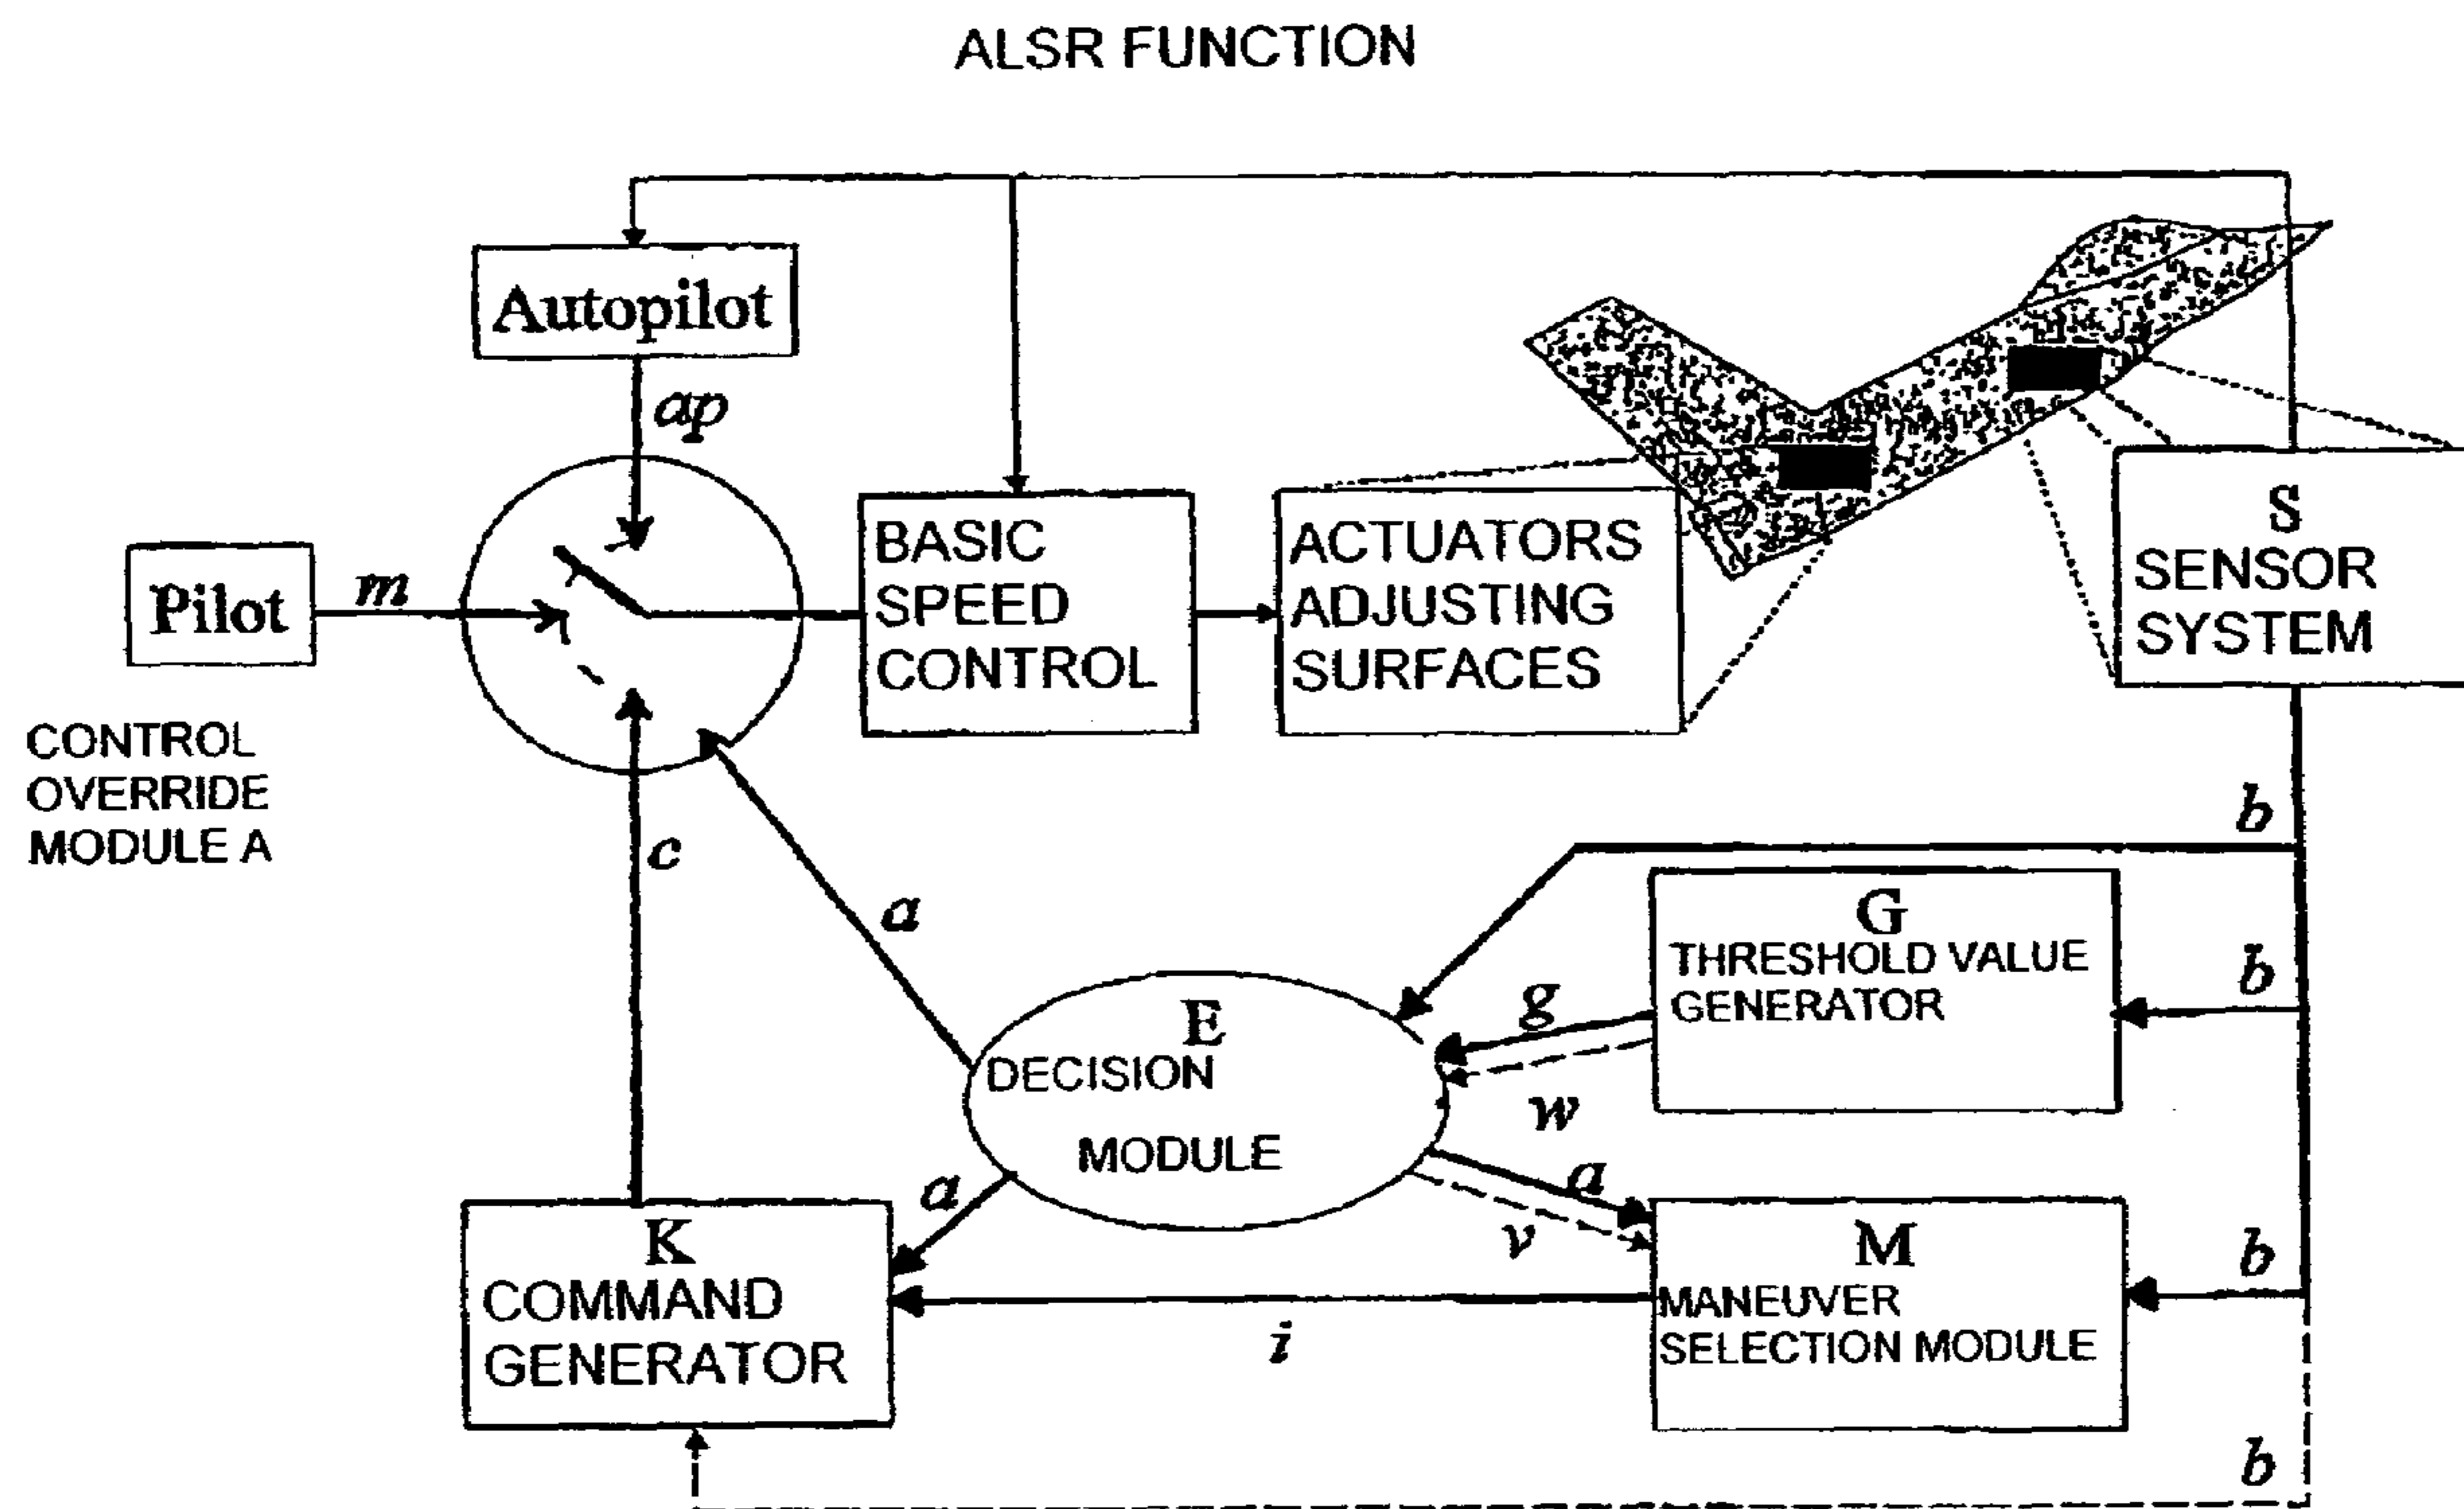 ALSR FUNCTION
Autopilot
ap
Pilot
m
BASIC
SPEED
CONTROL
ACTUATORS
ADJUSTING
SURFACES
S
SENSOR
SYSTEM
CONTROL
OVERRIDE
MODULE A
c
a
b
G
THRESHOLD VALUE
GENERATOR
b
g
w
E
DECISION
MODULE
a
a
v
K
COMMAND
GENERATOR
i
M
MANEUVER
SELECTION MODULE
b
b